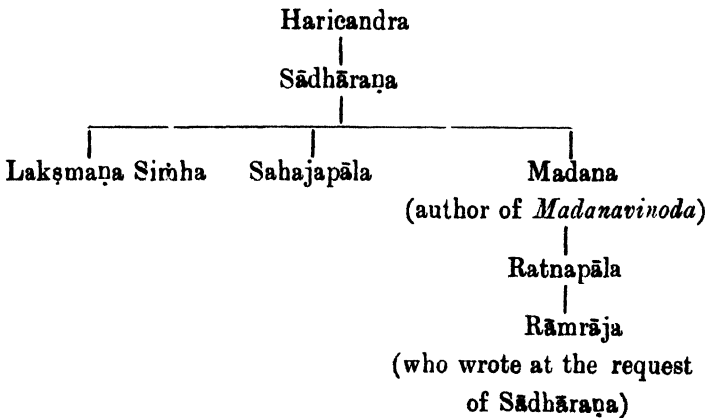 Haricandra
Sādhāraṇa
Lakṣmaṇa Siṁha Sahajapāla Madana
(author of Madanavinoda)
Ratnapāla
Rāmrāja
(who wrote at the request
of Sādhāraṇa)